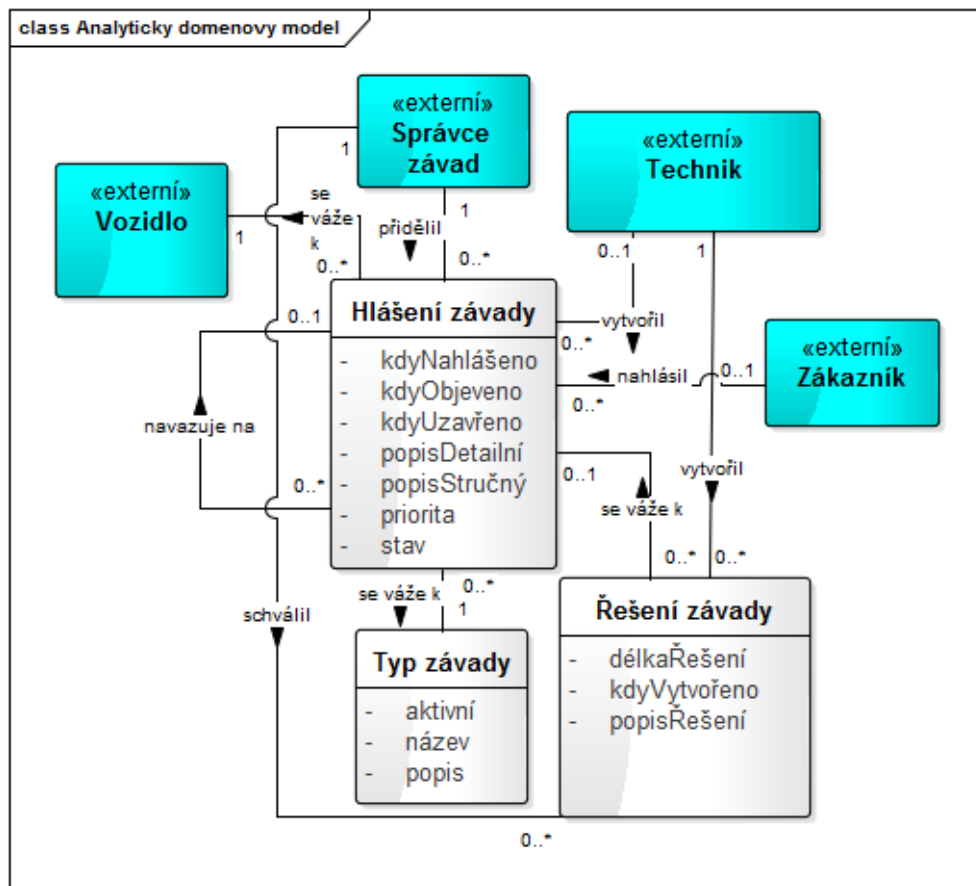 class Analyticky domenovy model
«externí»
Správce
závad
1
1
«externí»
Technik
0..1
1
«externí»
Vozidlo
1
se
váže
k
0..*
přidělil
0..*
Hlášení závady
- kdyNahlášeno
- kdyObjeveno
- kdyUzavřeno
- popisDetailní
- popisStručný
- priorita
- stav
0..1
navazuje na
0..*
vytvořil
0..*
nahlásil
0..1
0..*
«externí»
Zákazník
0..1
se váže k
0..*
vytvořil
0..*
se váže k
0..*
1
schválil
0..*
Typ závady
- aktivní
- název
- popis
Řešení závady
- délkaŘešení
- kdyVytvořeno
- popisŘešení